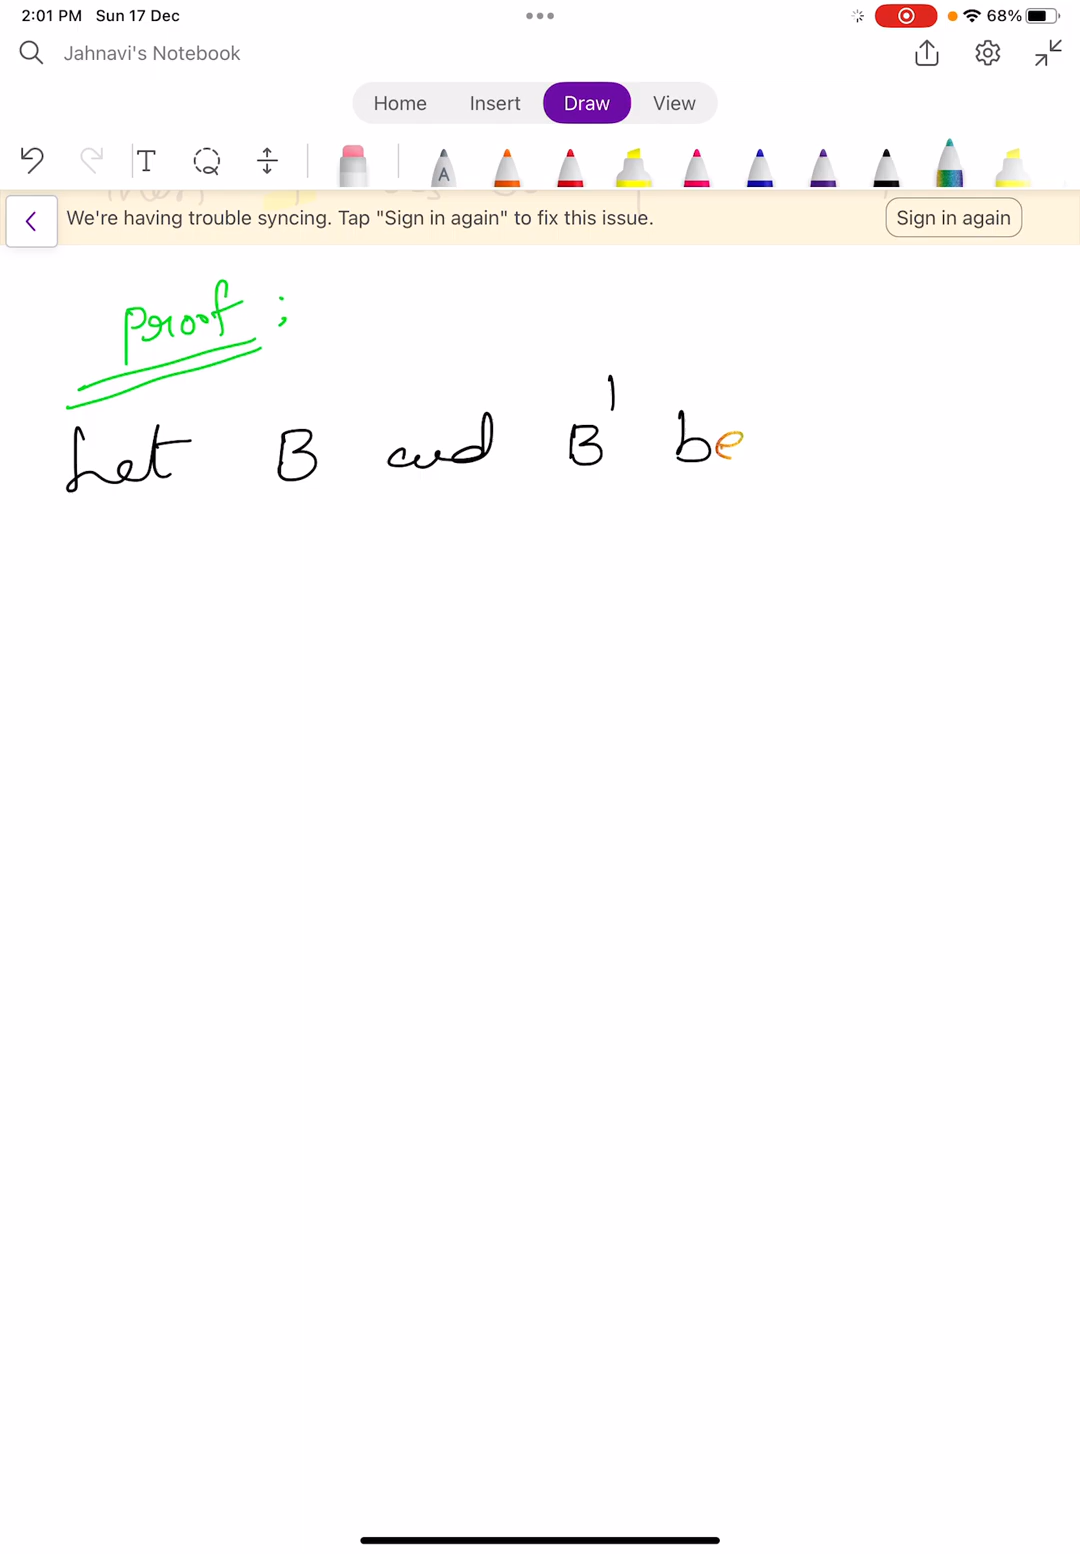 2:01 PM Sun 17 Dec
68%
Jahnavi's Notebook
Home Insert Draw View
T
A
We're having trouble syncing. Tap "Sign in again" to fix this issue.
Sign in again
Proof :
Let B and B' be